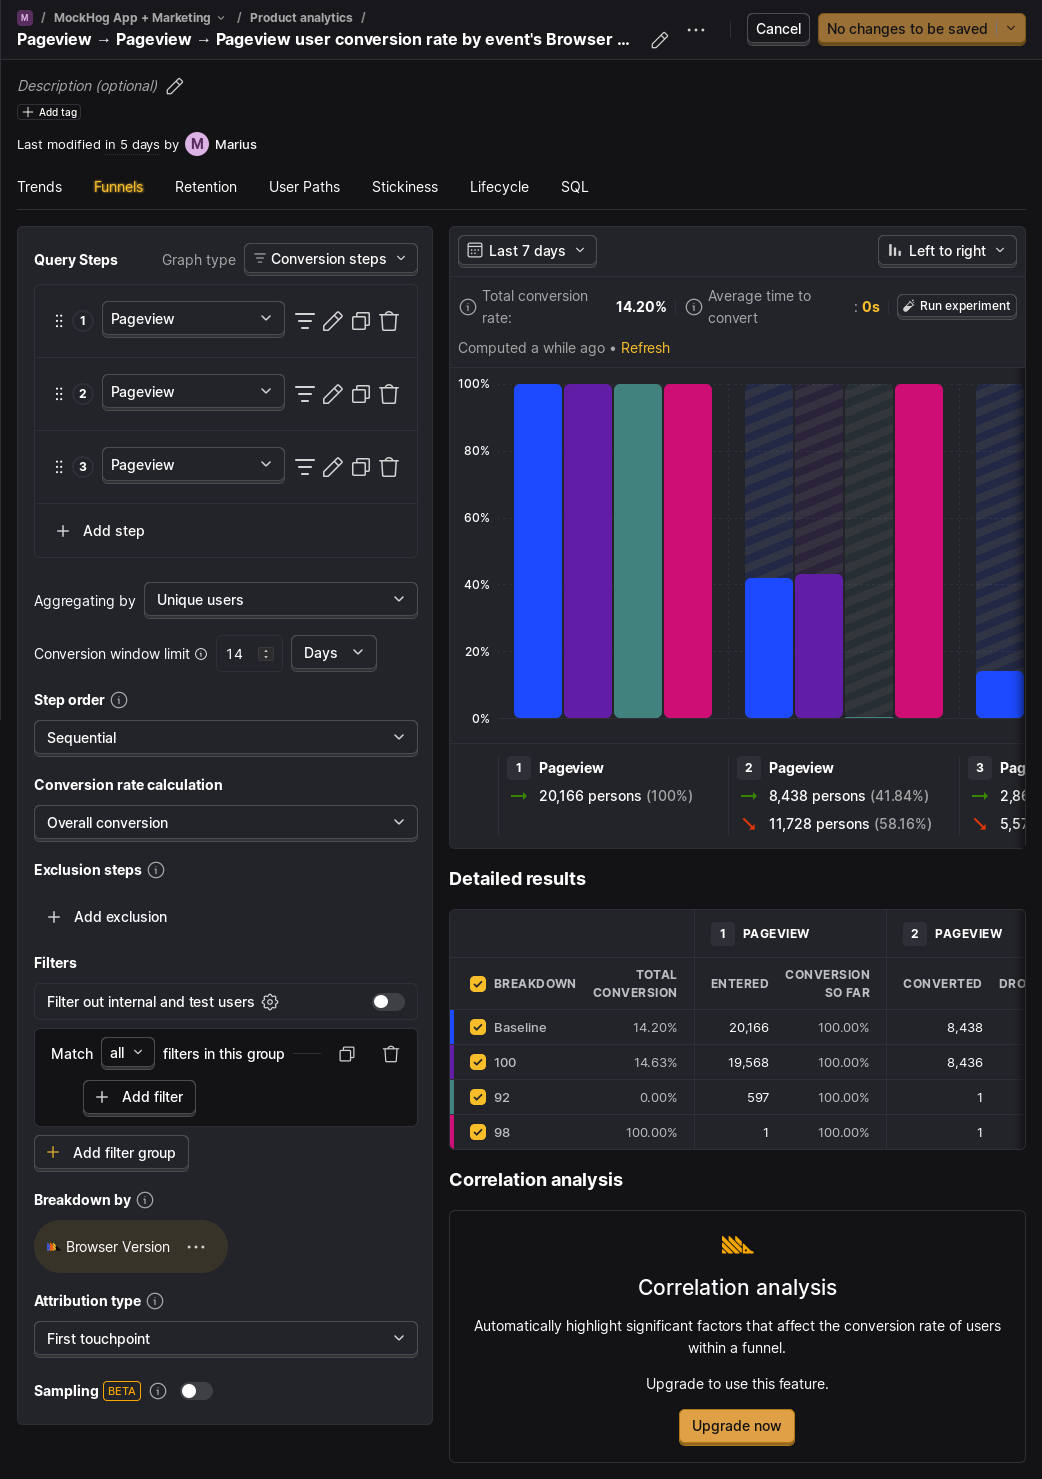 M / MockHog App + Marketing / Product analytics /
Pageview → Pageview → Pageview user conversion rate by event's Browser ...
Cancel
No changes to be saved
Description (optional)
Add tag
Last modified in 5 days by M Marius
Trends Funnels Retention User Paths Stickiness Lifecycle SQL
Query Steps Graph type Conversion steps
1 Pageview
2 Pageview
3 Pageview
Add step
Aggregating by Unique users
Conversion window limit 14 Days
Step order
Sequential
Conversion rate calculation
Overall conversion
Exclusion steps
Add exclusion
Filters
Filter out internal and test users
Match all filters in this group
Add filter
Add filter group
Breakdown by
Browser Version
Attribution type
First touchpoint
Sampling BETA
Last 7 days Left to right
Total conversion rate: 14.20% Average time to convert : 0s Run experiment
Computed a while ago • Refresh
100%
80%
60%
40%
20%
0%
1 Pageview 2 Pageview 3 Pag
20,166 persons (100%) 8,438 persons (41.84%) 2,86
11,728 persons (58.16%) 5,57
Detailed results
1 PAGEVIEW 2 PAGEVIEW
BREAKDOWN TOTAL CONVERSION ENTERED CONVERSION SO FAR CONVERTED DRO
Baseline 14.20% 20,166 100.00% 8,438
100 14.63% 19,568 100.00% 8,436
92 0.00% 597 100.00% 1
98 100.00% 1 100.00% 1
Correlation analysis
Correlation analysis
Automatically highlight significant factors that affect the conversion rate of users
within a funnel.
Upgrade to use this feature.
Upgrade now